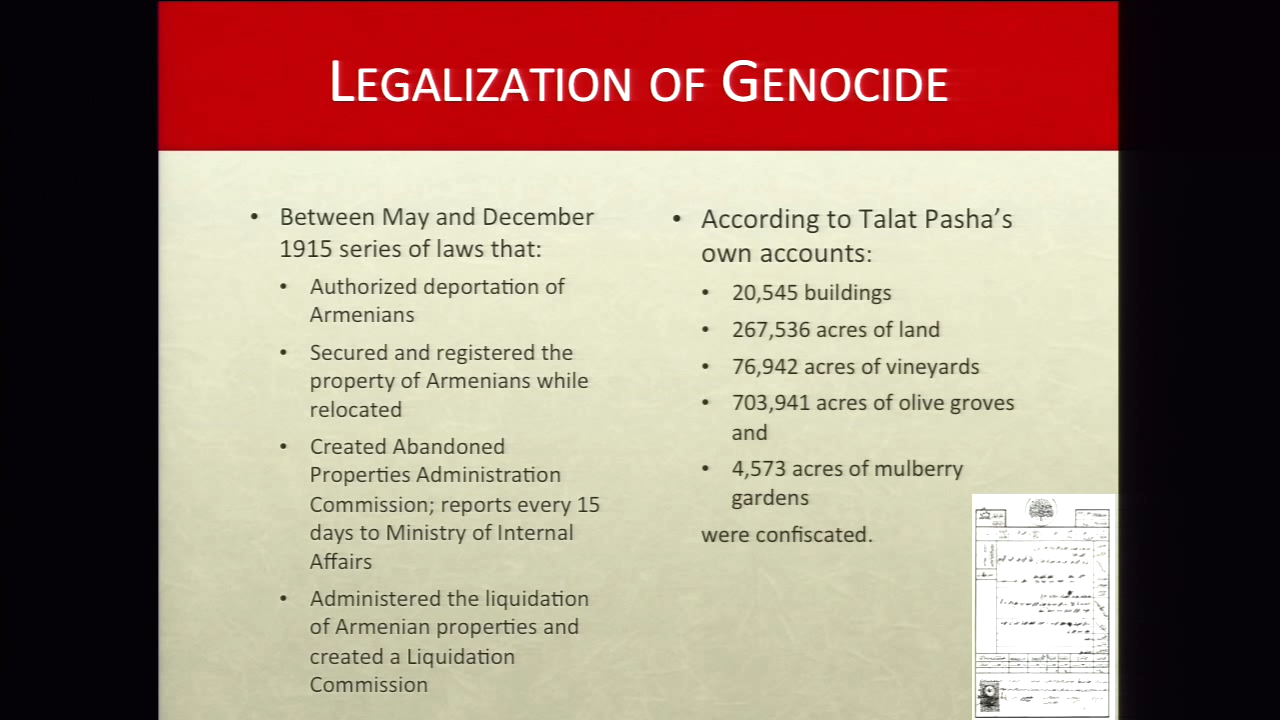 LEGALIZATION OF GENOCIDE
• Between May and December
1915 series of laws that:
• Authorized deportation of
Armenians
• Secured and registered the
property of Armenians while
relocated
• Created Abandoned
Properties Administration
Commission; reports every 15
days to Ministry of Internal
Affairs
• Administered the liquidation
of Armenian properties and
created a Liquidation
Commission
• According to Talat Pasha’s
own accounts:
• 20,545 buildings
• 267,536 acres of land
• 76,942 acres of vineyards
• 703,941 acres of olive groves
and
• 4,573 acres of mulberry
gardens
were confiscated.